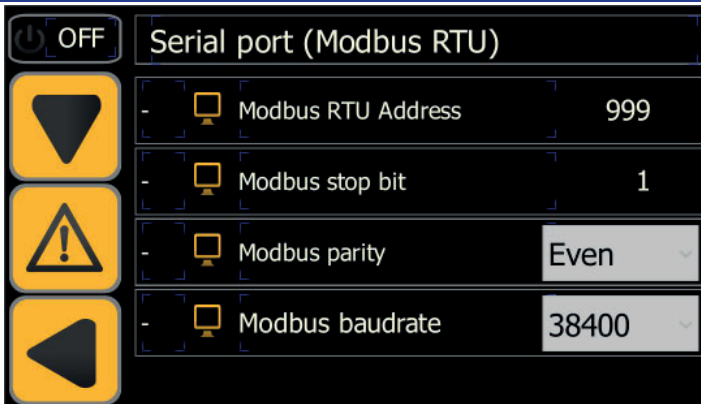 OFF
Serial port (Modbus RTU)
- Modbus RTU Address 999
- Modbus stop bit 1
- Modbus parity Even
- Modbus baudrate 38400